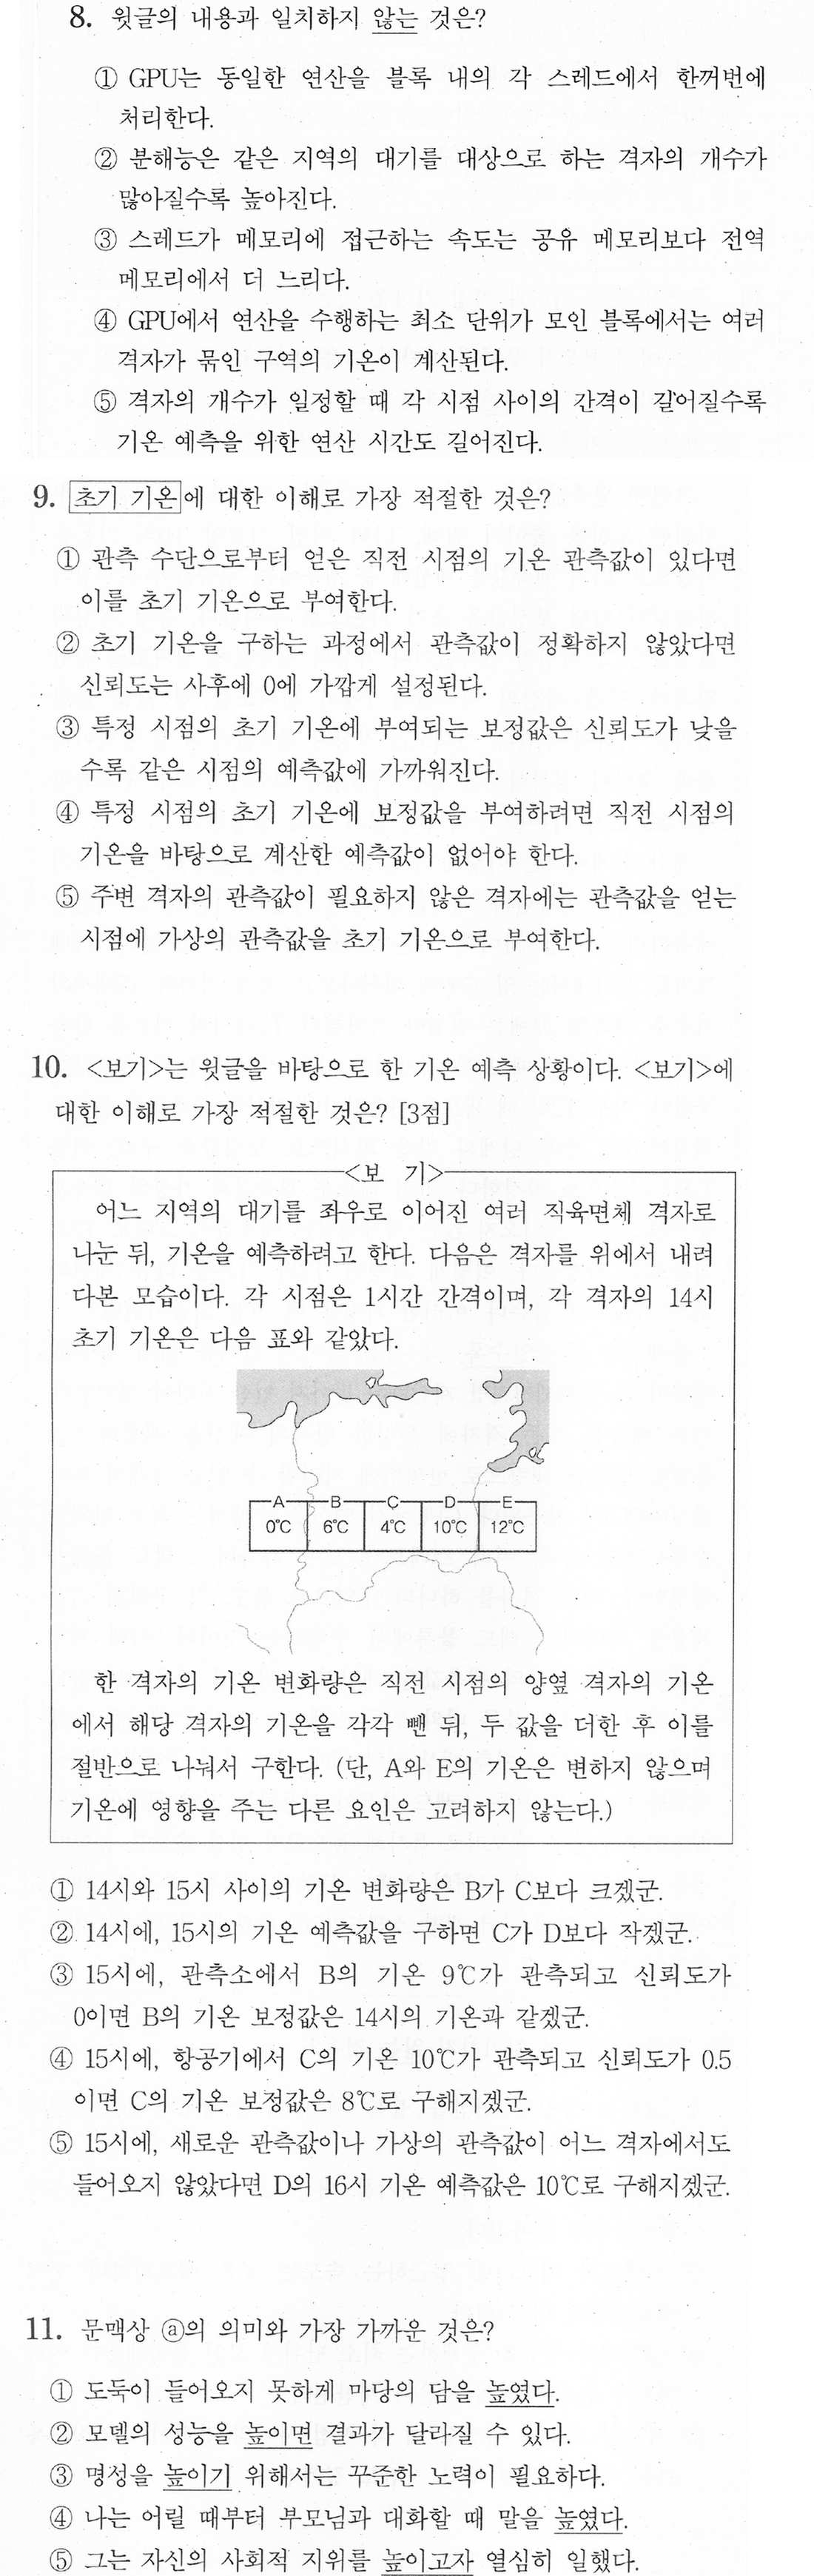 8. 윗글의 내용과 일치하지 않는 것은?
① GPU는 동일한 연산을 블록 내의 각 스레드에서 한꺼번에
처리한다.
② 분해능은 같은 지역의 대기를 대상으로 하는 격자의 개수가
많아질수록 높아진다.
③ 스레드가 메모리에 접근하는 속도는 공유 메모리보다 전역
메모리에서 더 느리다.
④ GPU에서 연산을 수행하는 최소 단위가 모인 블록에서는 여러
격자가 묶인 구역의 기온이 계산된다.
⑤ 격자의 개수가 일정할 때 각 시점 사이의 간격이 길어질수록
기온 예측을 위한 연산 시간도 길어진다.
9. 초기 기온에 대한 이해로 가장 적절한 것은?
① 관측 수단으로부터 얻은 직전 시점의 기온 관측값이 있다면
이를 초기 기온으로 부여한다.
② 초기 기온을 구하는 과정에서 관측값이 정확하지 않았다면
신뢰도는 사후에 0에 가깝게 설정된다.
③ 특정 시점의 초기 기온에 부여되는 보정값은 신뢰도가 낮을
수록 같은 시점의 예측값에 가까워진다.
④ 특정 시점의 초기 기온에 보정값을 부여하려면 직전 시점의
기온을 바탕으로 계산한 예측값이 없어야 한다.
⑤ 주변 격자의 관측값이 필요하지 않은 격자에는 관측값을 얻는
시점에 가상의 관측값을 초기 기온으로 부여한다.
10. <보기>는 윗글을 바탕으로 한 기온 예측 상황이다. <보기>에
대한 이해로 가장 적절한 것은? [3점]
<보 기>
어느 지역의 대기를 좌우로 이어진 여러 직육면체 격자로
나눈 뒤, 기온을 예측하려고 한다. 다음은 격자를 위에서 내려
다본 모습이다. 각 시점은 1시간 간격이며, 각 격자의 14시
초기 기온은 다음 표와 같았다.
A B C D E
0℃ 6℃ 4℃ 10℃ 12℃
한 격자의 기온 변화량은 직전 시점의 양옆 격자의 기온
에서 해당 격자의 기온을 각각 뺀 뒤, 두 값을 더한 후 이를
절반으로 나눠서 구한다. (단, A와 E의 기온은 변하지 않으며
기온에 영향을 주는 다른 요인은 고려하지 않는다.)
① 14시와 15시 사이의 기온 변화량은 B가 C보다 크겠군.
② 14시에, 15시의 기온 예측값을 구하면 C가 D보다 작겠군.
③ 15시에, 관측소에서 B의 기온 9℃가 관측되고 신뢰도가
0이면 B의 기온 보정값은 14시의 기온과 같겠군.
④ 15시에, 항공기에서 C의 기온 10℃가 관측되고 신뢰도가 0.5
이면 C의 기온 보정값은 8℃로 구해지겠군.
⑤ 15시에, 새로운 관측값이나 가상의 관측값이 어느 격자에서도
들어오지 않았다면 D의 16시 기온 예측값은 10℃로 구해지겠군.
11. 문맥상 ⓐ의 의미와 가장 가까운 것은?
① 도둑이 들어오지 못하게 마당의 담을 높였다.
② 모델의 성능을 높이면 결과가 달라질 수 있다.
③ 명성을 높이기 위해서는 꾸준한 노력이 필요하다.
④ 나는 어릴 때부터 부모님과 대화할 때 말을 높였다.
⑤ 그는 자신의 사회적 지위를 높이고자 열심히 일했다.